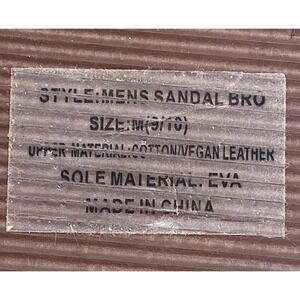 STYLE:MENS SANDAL BRO
SIZE:M(9/10)
UPPER MATERIAL:COTTON/VEGAN LEATHER
SOLE MATERIAL: EVA
MADE IN CHINA